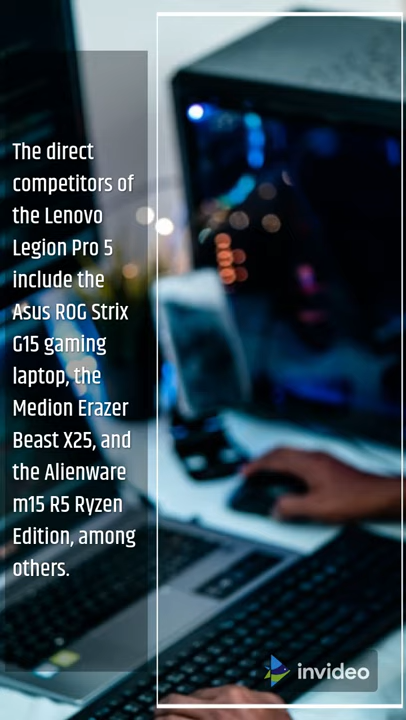 The direct
competitors of
the Lenovo
Legion Pro 5
include the
Asus ROG Strix
G15 gaming
laptop, the
Medion Erazer
Beast X25, and
the Alienware
m15 R5 Ryzen
Edition, among
others.
invideo